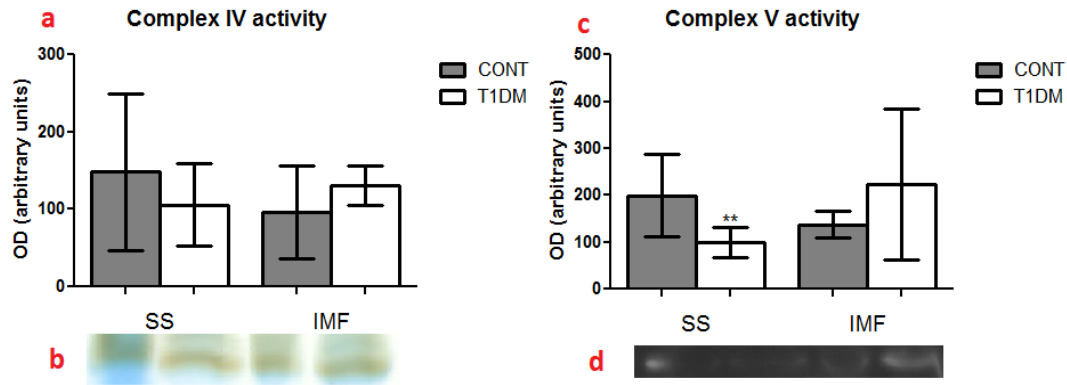 a
Complex IV activity
OD (arbitrary units)
300
200
100
0
CONT
T1DM
SS
IMF
b
c
Complex V activity
OD (arbitrary units)
500
400
300
200
100
0
**
CONT
T1DM
SS
IMF
d